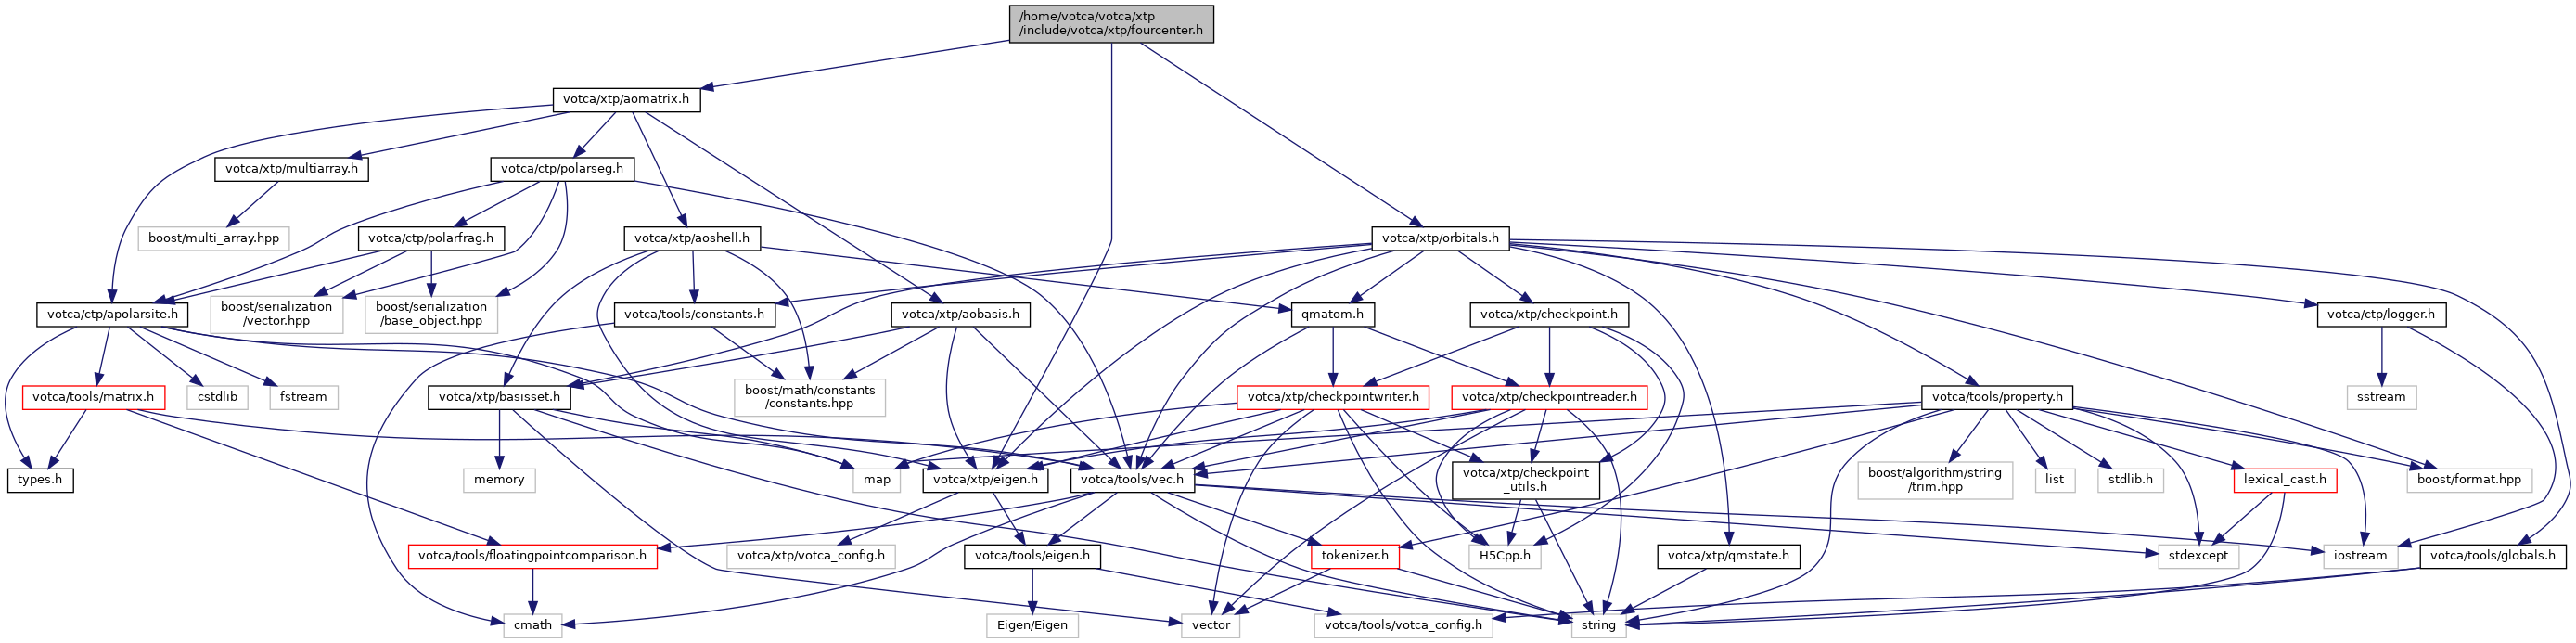 /home/votca/votca/xtp
/include/votca/xtp/fourcenter.h
votca/xtp/aomatrix.h
votca/xtp/multiarray.h
votca/ctp/polarseg.h
boost/multi_array.hpp
votca/ctp/polarfrag.h
votca/xtp/aoshell.h
votca/xtp/orbitals.h
votca/ctp/apolarsite.h
boost/serialization
/vector.hpp
boost/serialization
/base_object.hpp
votca/tools/constants.h
votca/xtp/aobasis.h
qmatom.h
votca/xtp/checkpoint.h
votca/ctp/logger.h
votca/tools/matrix.h
cstdlib
fstream
votca/xtp/basisset.h
boost/math/constants
/constants.hpp
votca/xtp/checkpointwriter.h
votca/xtp/checkpointreader.h
votca/tools/property.h
sstream
types.h
memory
map
votca/xtp/eigen.h
votca/tools/vec.h
votca/xtp/checkpoint
_utils.h
boost/algorithm/string
/trim.hpp
list
stdlib.h
lexical_cast.h
boost/format.hpp
votca/tools/floatingpointcomparison.h
votca/xtp/votca_config.h
votca/tools/eigen.h
tokenizer.h
H5Cpp.h
votca/xtp/qmstate.h
stdexcept
iostream
votca/tools/globals.h
cmath
Eigen/Eigen
vector
votca/tools/votca_config.h
string